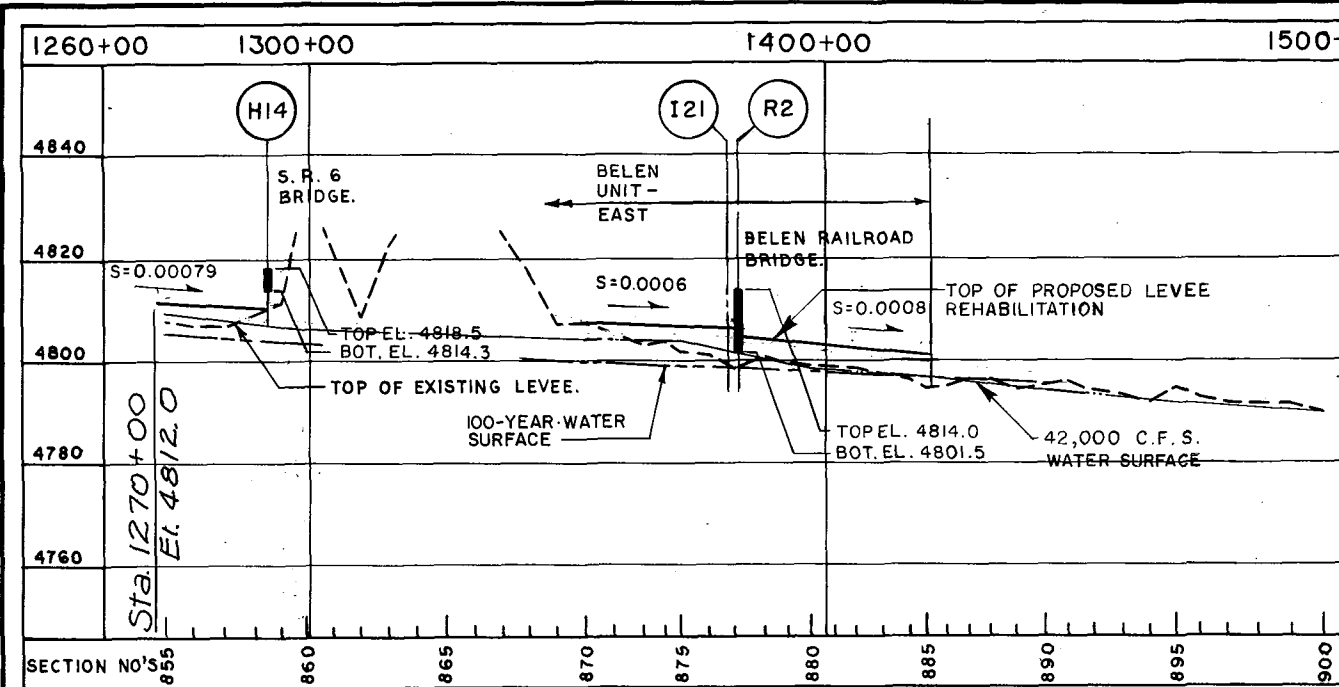 1260+00 1300+00 1400+00 1500
H14 I21 R2
4840
S. R. 6
BRIDGE.
BELEN
UNIT-
EAST
BELEN RAILROAD
BRIDGE.
4820
S=0.00079
S=0.0006
S=0.0008
TOP OF PROPOSED LEVEE
REHABILITATION
TOP EL. 4818.5
BOT. EL. 4814.3
4800
TOP OF EXISTING LEVEE.
100-YEAR-WATER
SURFACE
TOP EL. 4814.0
BOT. EL. 4801.5
42,000 C.F.S.
WATER SURFACE
4780
4760
Sta. 1270+00
El. 4812.0
SECTION NO'S 855 860 865 870 875 880 885 890 895 900